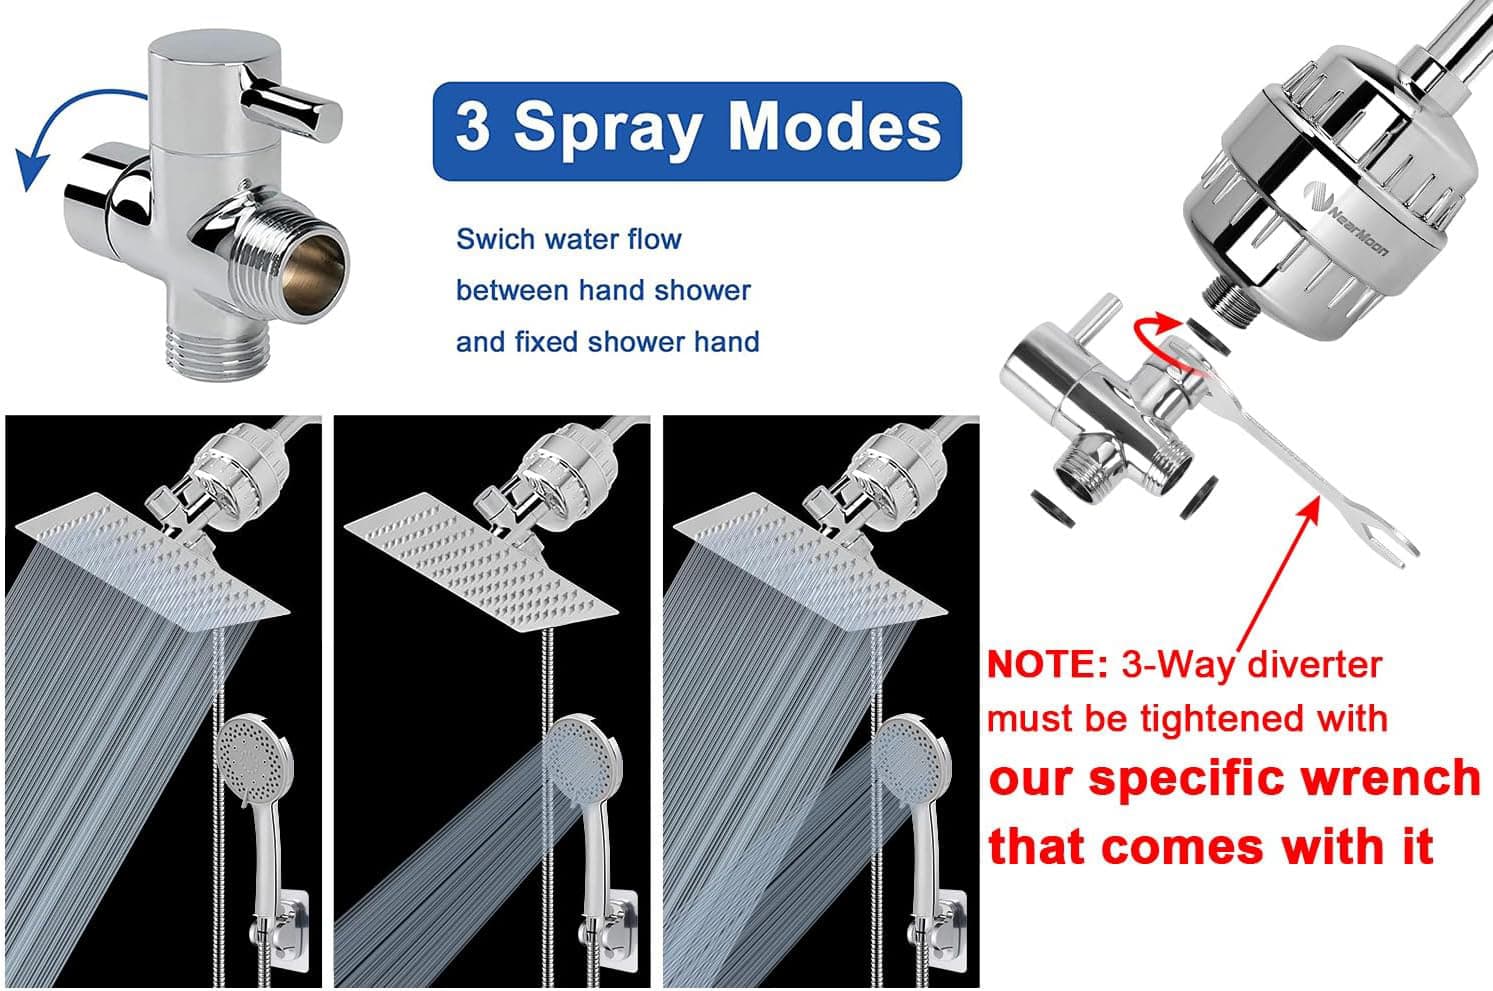 3 Spray Modes
Swich water flow
between hand shower
and fixed shower hand
NearMoon
NOTE: 3-Way diverter
must be tightened with
our specific wrench
that comes with it